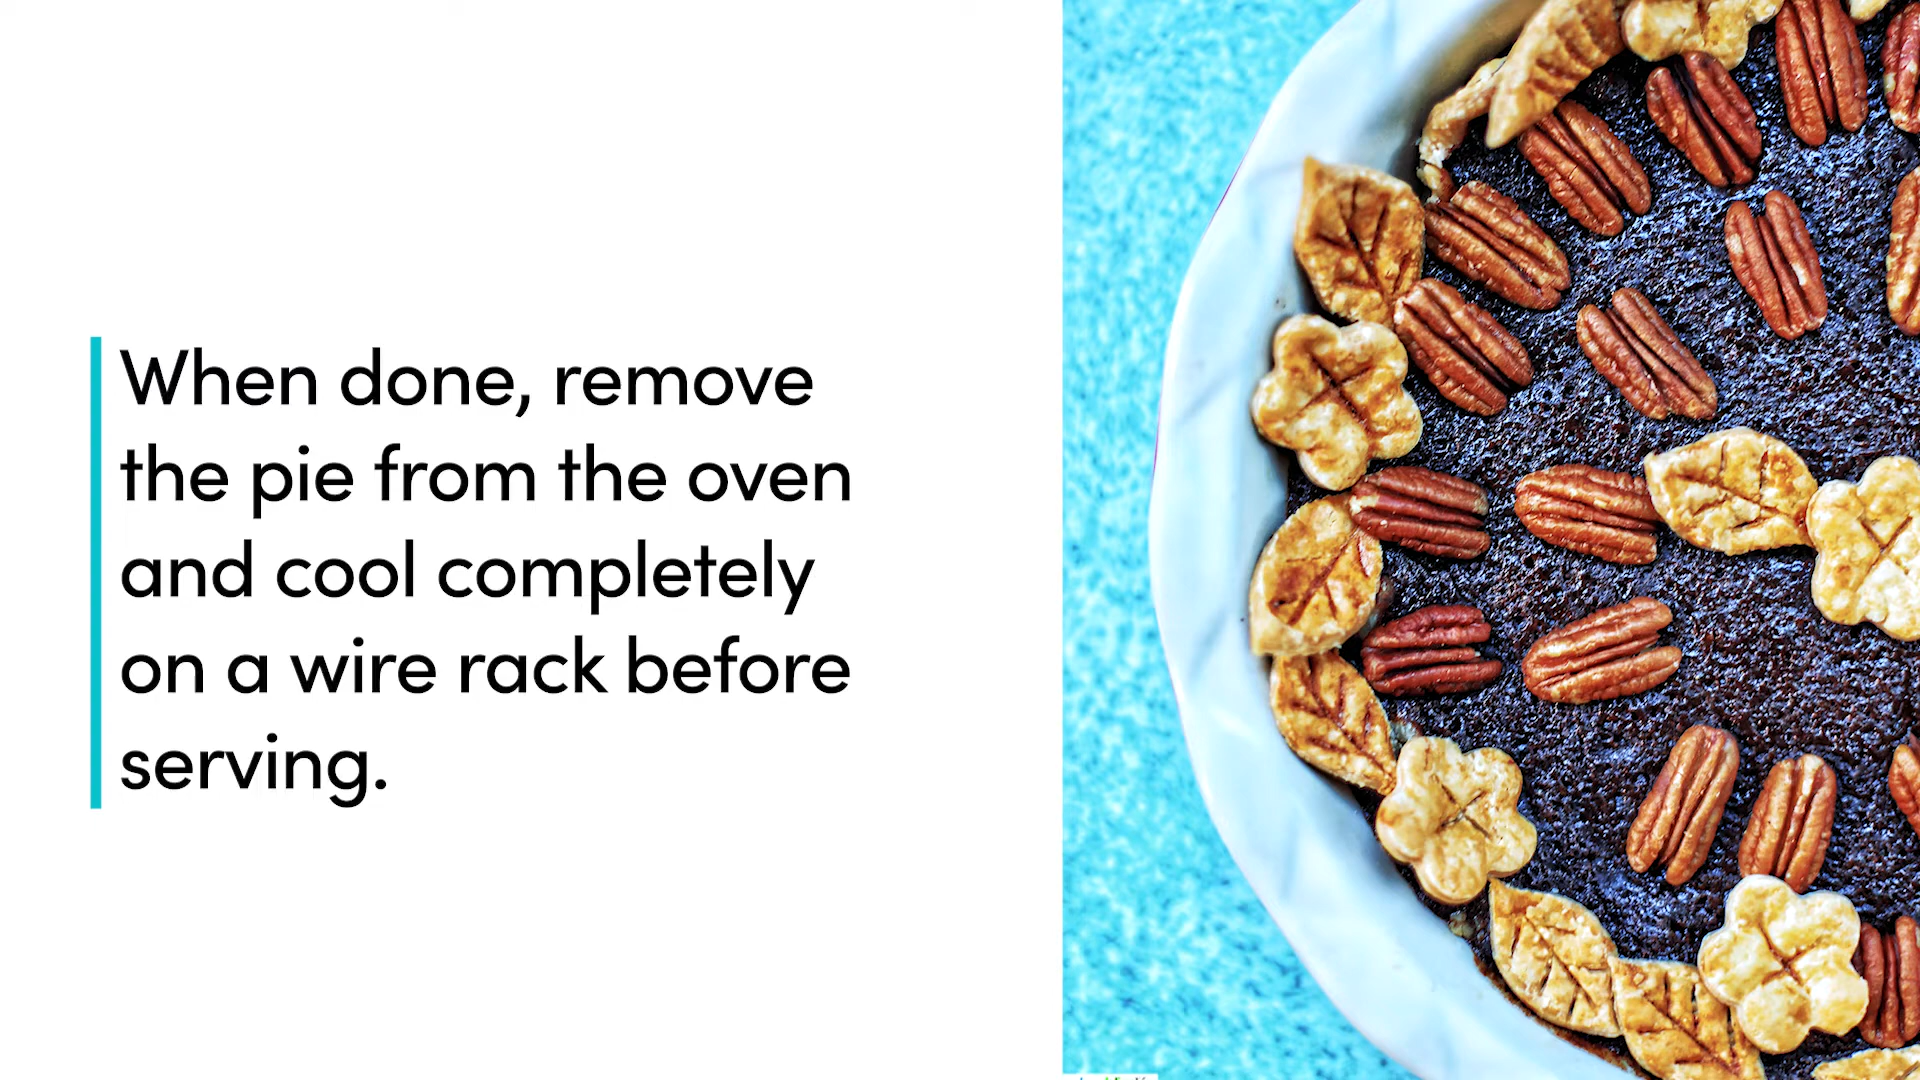 When done, remove
the pie from the oven
and cool completely
on a wire rack before
serving.